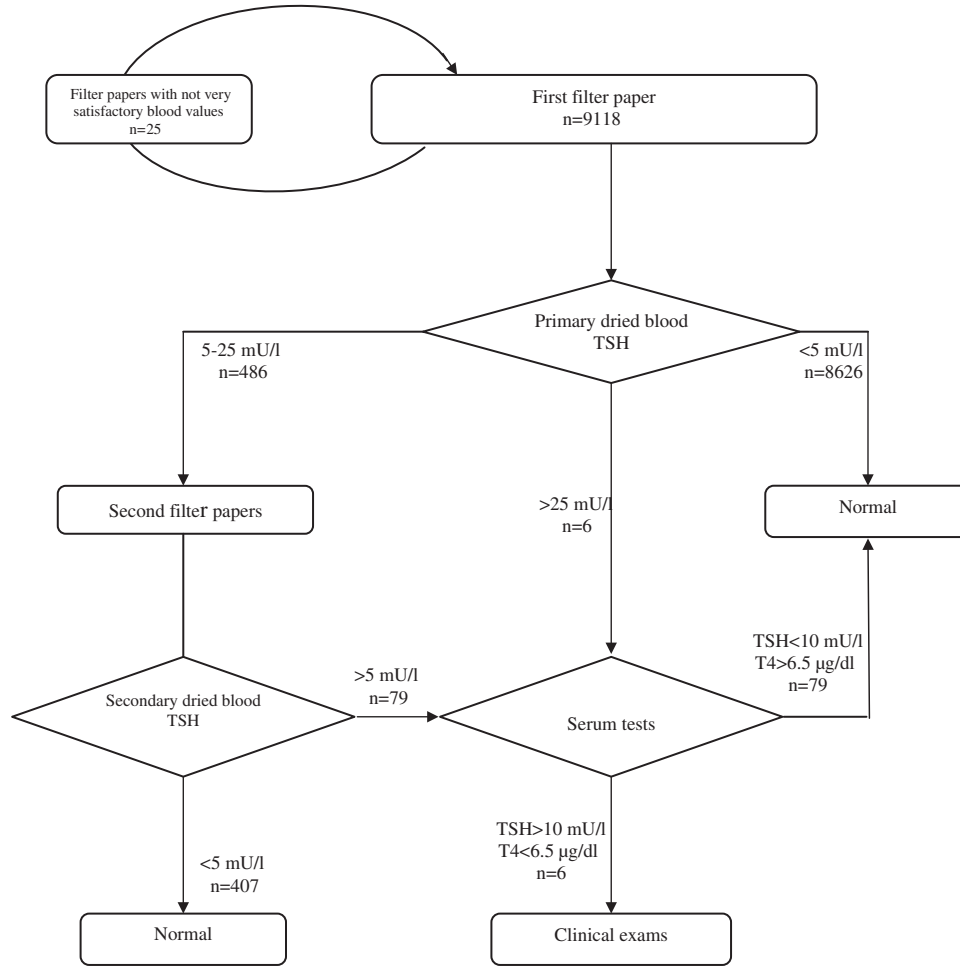 Filter papers with not very
satisfactory blood values
n=25
First filter paper
n=9118
Primary dried blood
TSH
5-25 mU/l
n=486
<5 mU/l
n=8626
Second filter papers
>25 mU/l
n=6
Normal
TSH<10 mU/l
T4>6.5 µg/dl
n=79
Secondary dried blood
TSH
>5 mU/l
n=79
Serum tests
<5 mU/l
n=407
TSH>10 mU/l
T4<6.5 µg/dl
n=6
Normal
Clinical exams